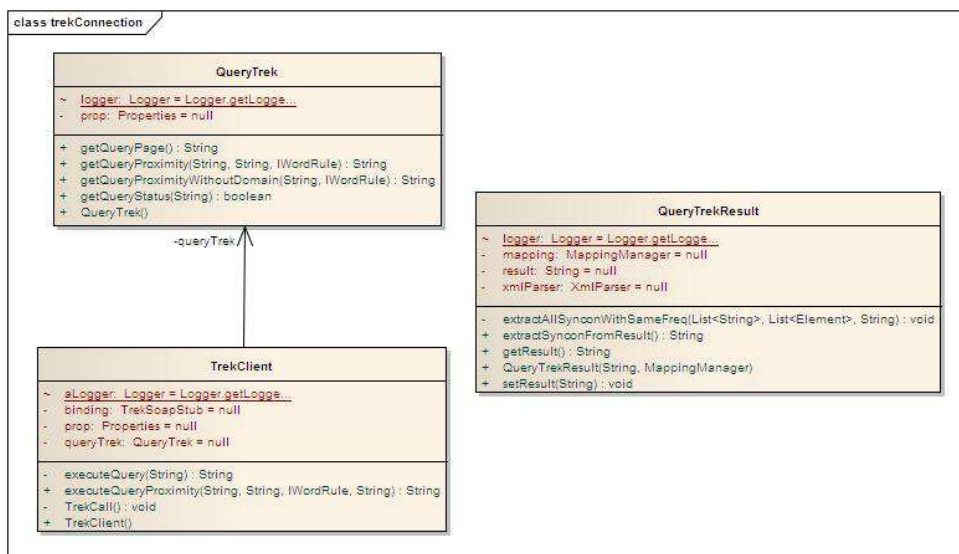 class trekConnection
QueryTrek
~ logger: Logger = Logger.getLogge...
- prop: Properties = null
+ getQueryPage() : String
+ getQueryProximity(String, String, IWordRule) : String
+ getQueryProximityWithoutDomain(String, IWordRule) : String
+ getQueryStatus(String) : boolean
+ QueryTrek()
-queryTrek
TrekClient
~ aLogger: Logger = Logger.getLogge...
- binding: TrekSoapStub = null
- prop: Properties = null
- queryTrek: QueryTrek = null
- executeQuery(String) : String
+ executeQueryProximity(String, String, IWordRule, String) : String
- TrekCall() : void
+ TrekClient()
QueryTrekResult
~ logger: Logger = Logger.getLogge...
- mapping: MappingManager = null
- result: String = null
- xmlParser: XmlParser = null
- extractAllSynconWithSameFreq(List<String>, List<Element>, String) : void
+ extractSynconFromResult() : String
+ getResult() : String
+ QueryTrekResult(String, MappingManager)
+ setResult(String) : void